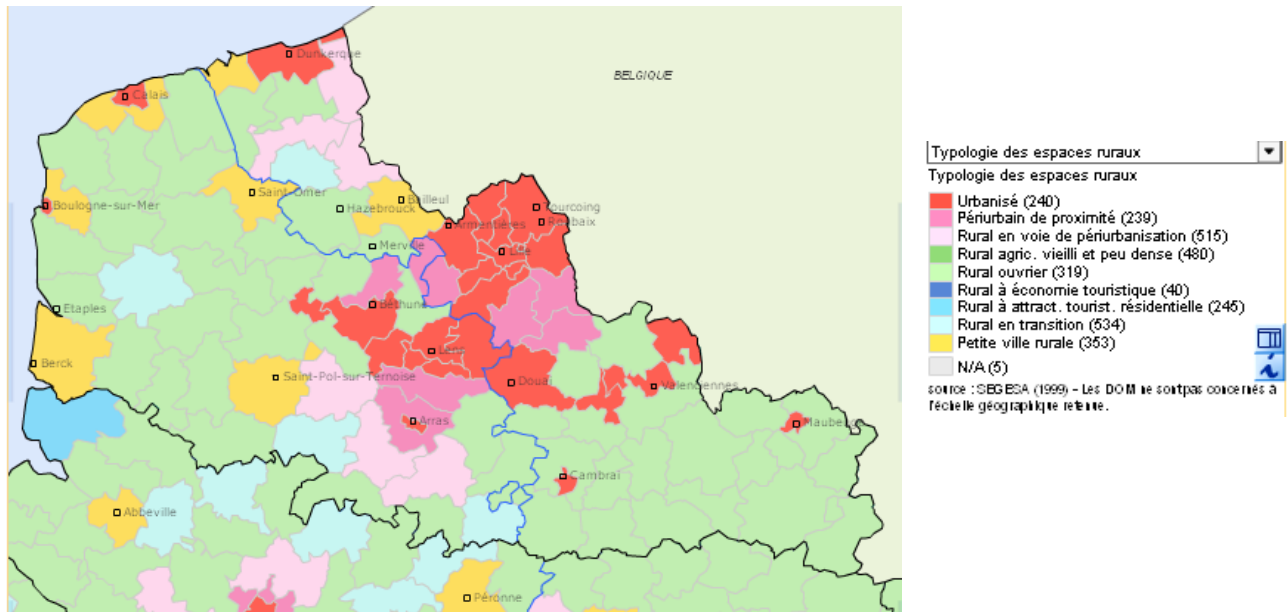 Dunkerque
BELGIQUE
Calais
Saint-Omer
Bailleul
Boulogne-sur-Mer
Hazebrouck
Tourcoing
Armentières
Roubaix
Merville
Lille
Etaples
Béthune
Lens
Berck
Saint-Pol-sur-Ternoise
Douai
Valenciennes
Arras
Maubeuge
Cambrai
Abbeville
Péronne
Typologie des espaces ruraux
Typologie des espaces ruraux
Urbanisé (240)
Périurbain de proximité (239)
Rural en voie de périurbanisation (515)
Rural agric. vieilli et peu dense (480)
Rural ouvrier (319)
Rural à économie touristique (40)
Rural à attract. tourist. résidentielle (245)
Rural en transition (534)
Petite ville rurale (353)
N/A (5)
source : SEGESA (1999) - Les DOM ne sont pas concernés à
l'échelle géographique retenue.